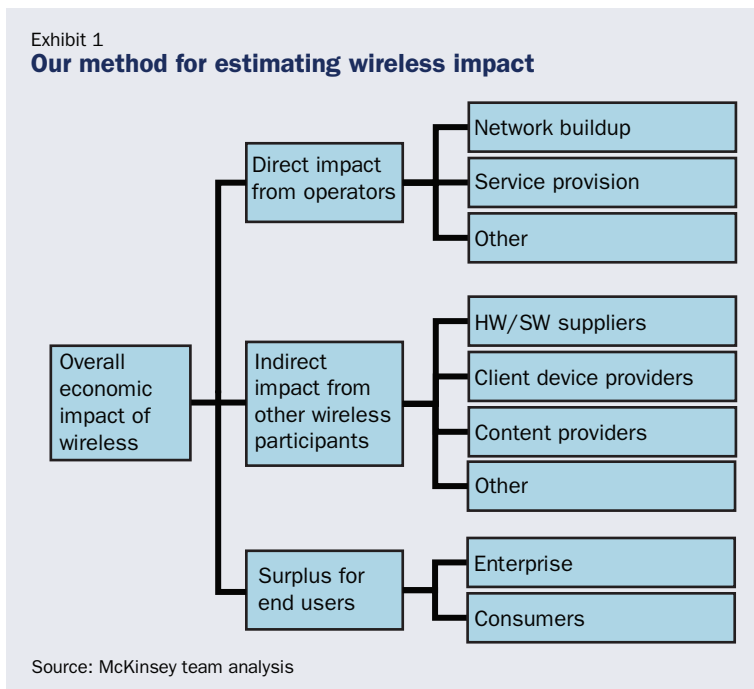 Exhibit 1
Our method for estimating wireless impact
Overall
economic
impact of
wireless
Direct impact
from operators
Network buildup
Service provision
Other
Indirect
impact from
other wireless
participants
HW/SW suppliers
Client device providers
Content providers
Other
Surplus for
end users
Enterprise
Consumers
Source: McKinsey team analysis